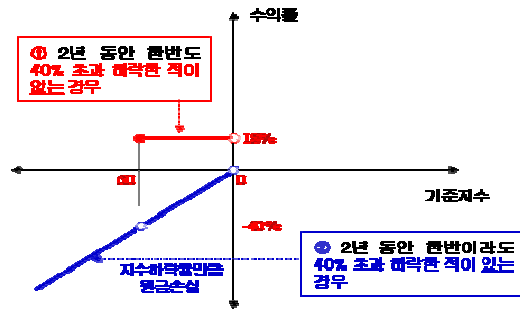 수익률
① 2년 동안 한번도
40% 초과 하락한 적이
없는 경우
기준지수
-40%
② 2년 동안 한번이라도
40% 초과 하락한 적이 있는
경우
지수하락률만큼
원금손실